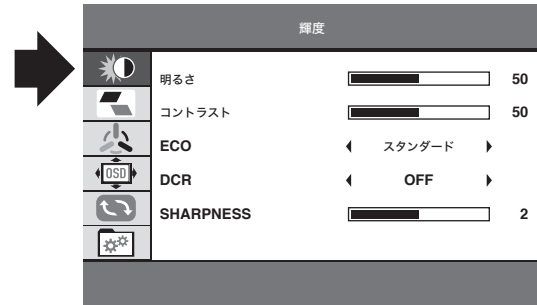 輝度
明るさ 50
コントラスト 50
ECO スタンダード
OSD
DCR OFF
SHARPNESS 2